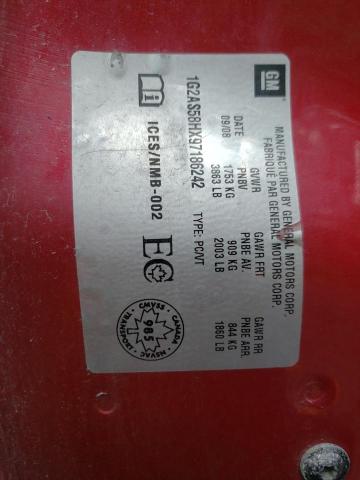 GM
MANUFACTURED BY GENERAL MOTORS CORP.
FABRIQUÉ PAR GENERAL MOTORS CORP.
DATE GVWR GAWR FRT GAWR RR
PNBV PNBE AV. PNBE ARR.
09/08 1753 KG 909 KG 844 KG
3863 LB 2003 LB 1860 LB
1G2AS58HX97186242 TYPE: PC/VT
i ICES/NMB-002 EC
CANADA
CMVSS
985
NSVAC
TRANSPORT